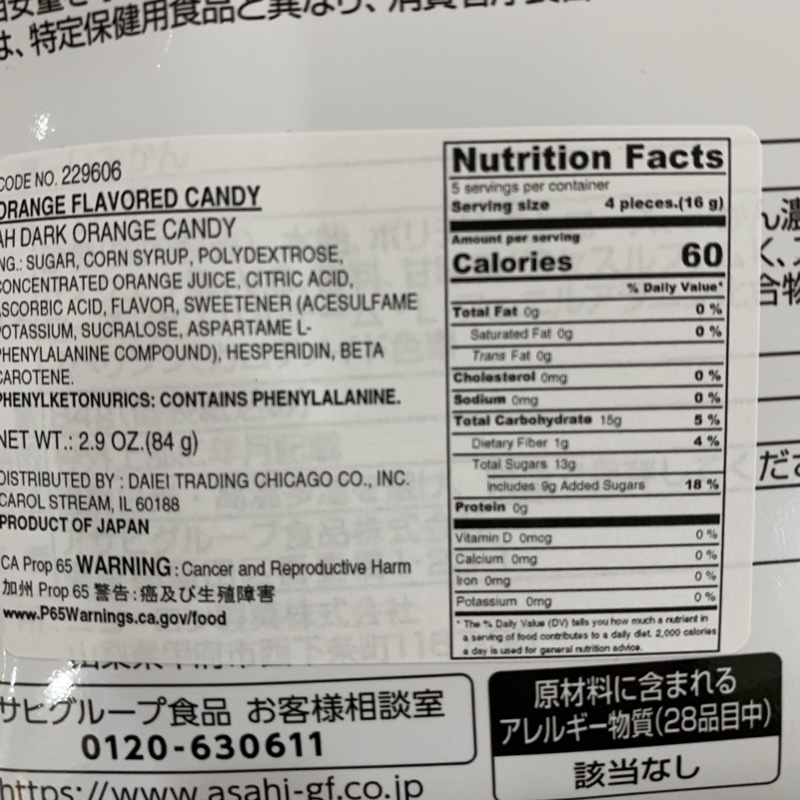 は、特定保健用食品と異なり、消費者庁
CODE NO. 229606
ORANGE FLAVORED CANDY
AH DARK ORANGE CANDY
NG.: SUGAR, CORN SYRUP, POLYDEXTROSE,
CONCENTRATED ORANGE JUICE, CITRIC ACID,
ASCORBIC ACID, FLAVOR, SWEETENER (ACESULFAME
POTASSIUM, SUCRALOSE, ASPARTAME L-
PHENYLALANINE COMPOUND), HESPERIDIN, BETA
CAROTENE.
PHENYLKETONURICS: CONTAINS PHENYLALANINE.
NET WT.: 2.9 OZ.(84 g)
DISTRIBUTED BY : DAIEI TRADING CHICAGO CO., INC.
CAROL STREAM, IL 60188
PRODUCT OF JAPAN
CA Prop 65 WARNING : Cancer and Reproductive Harm
加州 Prop 65 警告 : 癌及び生殖障害
www.P65Warnings.ca.gov/food
Nutrition Facts
5 servings per container
Serving size 4 pieces.(16 g)
Amount per serving
Calories 60
% Daily Value*
Total Fat 0g 0 %
Saturated Fat 0g 0 %
Trans Fat 0g
Cholesterol 0mg 0 %
Sodium 0mg 0 %
Total Carbohydrate 15g 5 %
Dietary Fiber 1g 4 %
Total Sugars 13g
Includes 9g Added Sugars 18 %
Protein 0g
Vitamin D 0mcg 0 %
Calcium 0mg 0 %
Iron 0mg 0 %
Potassium 0mg 0 %
* The % Daily Value (DV) tells you how much a nutrient in
a serving of food contributes to a daily diet. 2,000 calories
a day is used for general nutrition advice.
ん濃
く、
合物
だ
サヒグループ食品 お客様相談室
0120-630611
https://www.asahi-gf.co.jp
原材料に含まれる
アレルギー物質(28品目中)
該当なし